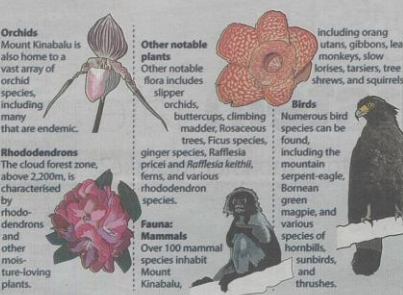 Orchids
Mount Kinabalu is
also home to a
vast array of
orchid
species,
including
many
that are endemic.
Rhododendrons
The cloud forest zone,
above 2,200m, is
characterised
by
rhodo-
dendrons
and
other
mois-
ture-loving
plants.
Other notable
plants
Other notable
flora includes
slipper
orchids,
buttercups, climbing
madder, Rosaceous
trees, Ficus species,
ginger species, Rafflesia
pricei and Rafflesia keithii,
ferns, and various
rhododendron
species.
Fauna:
Mammals
Over 100 mammal
species inhabit
Mount
Kinabalu,
including orang
utans, gibbons, leaf
monkeys, slow
lorises, tarsiers, tree
shrews, and squirrels.
Birds
Numerous bird
species can be
found,
including the
mountain
serpent-eagle,
Bornean
green
magpie, and
various
species of
hornbills,
sunbirds,
and
thrushes.